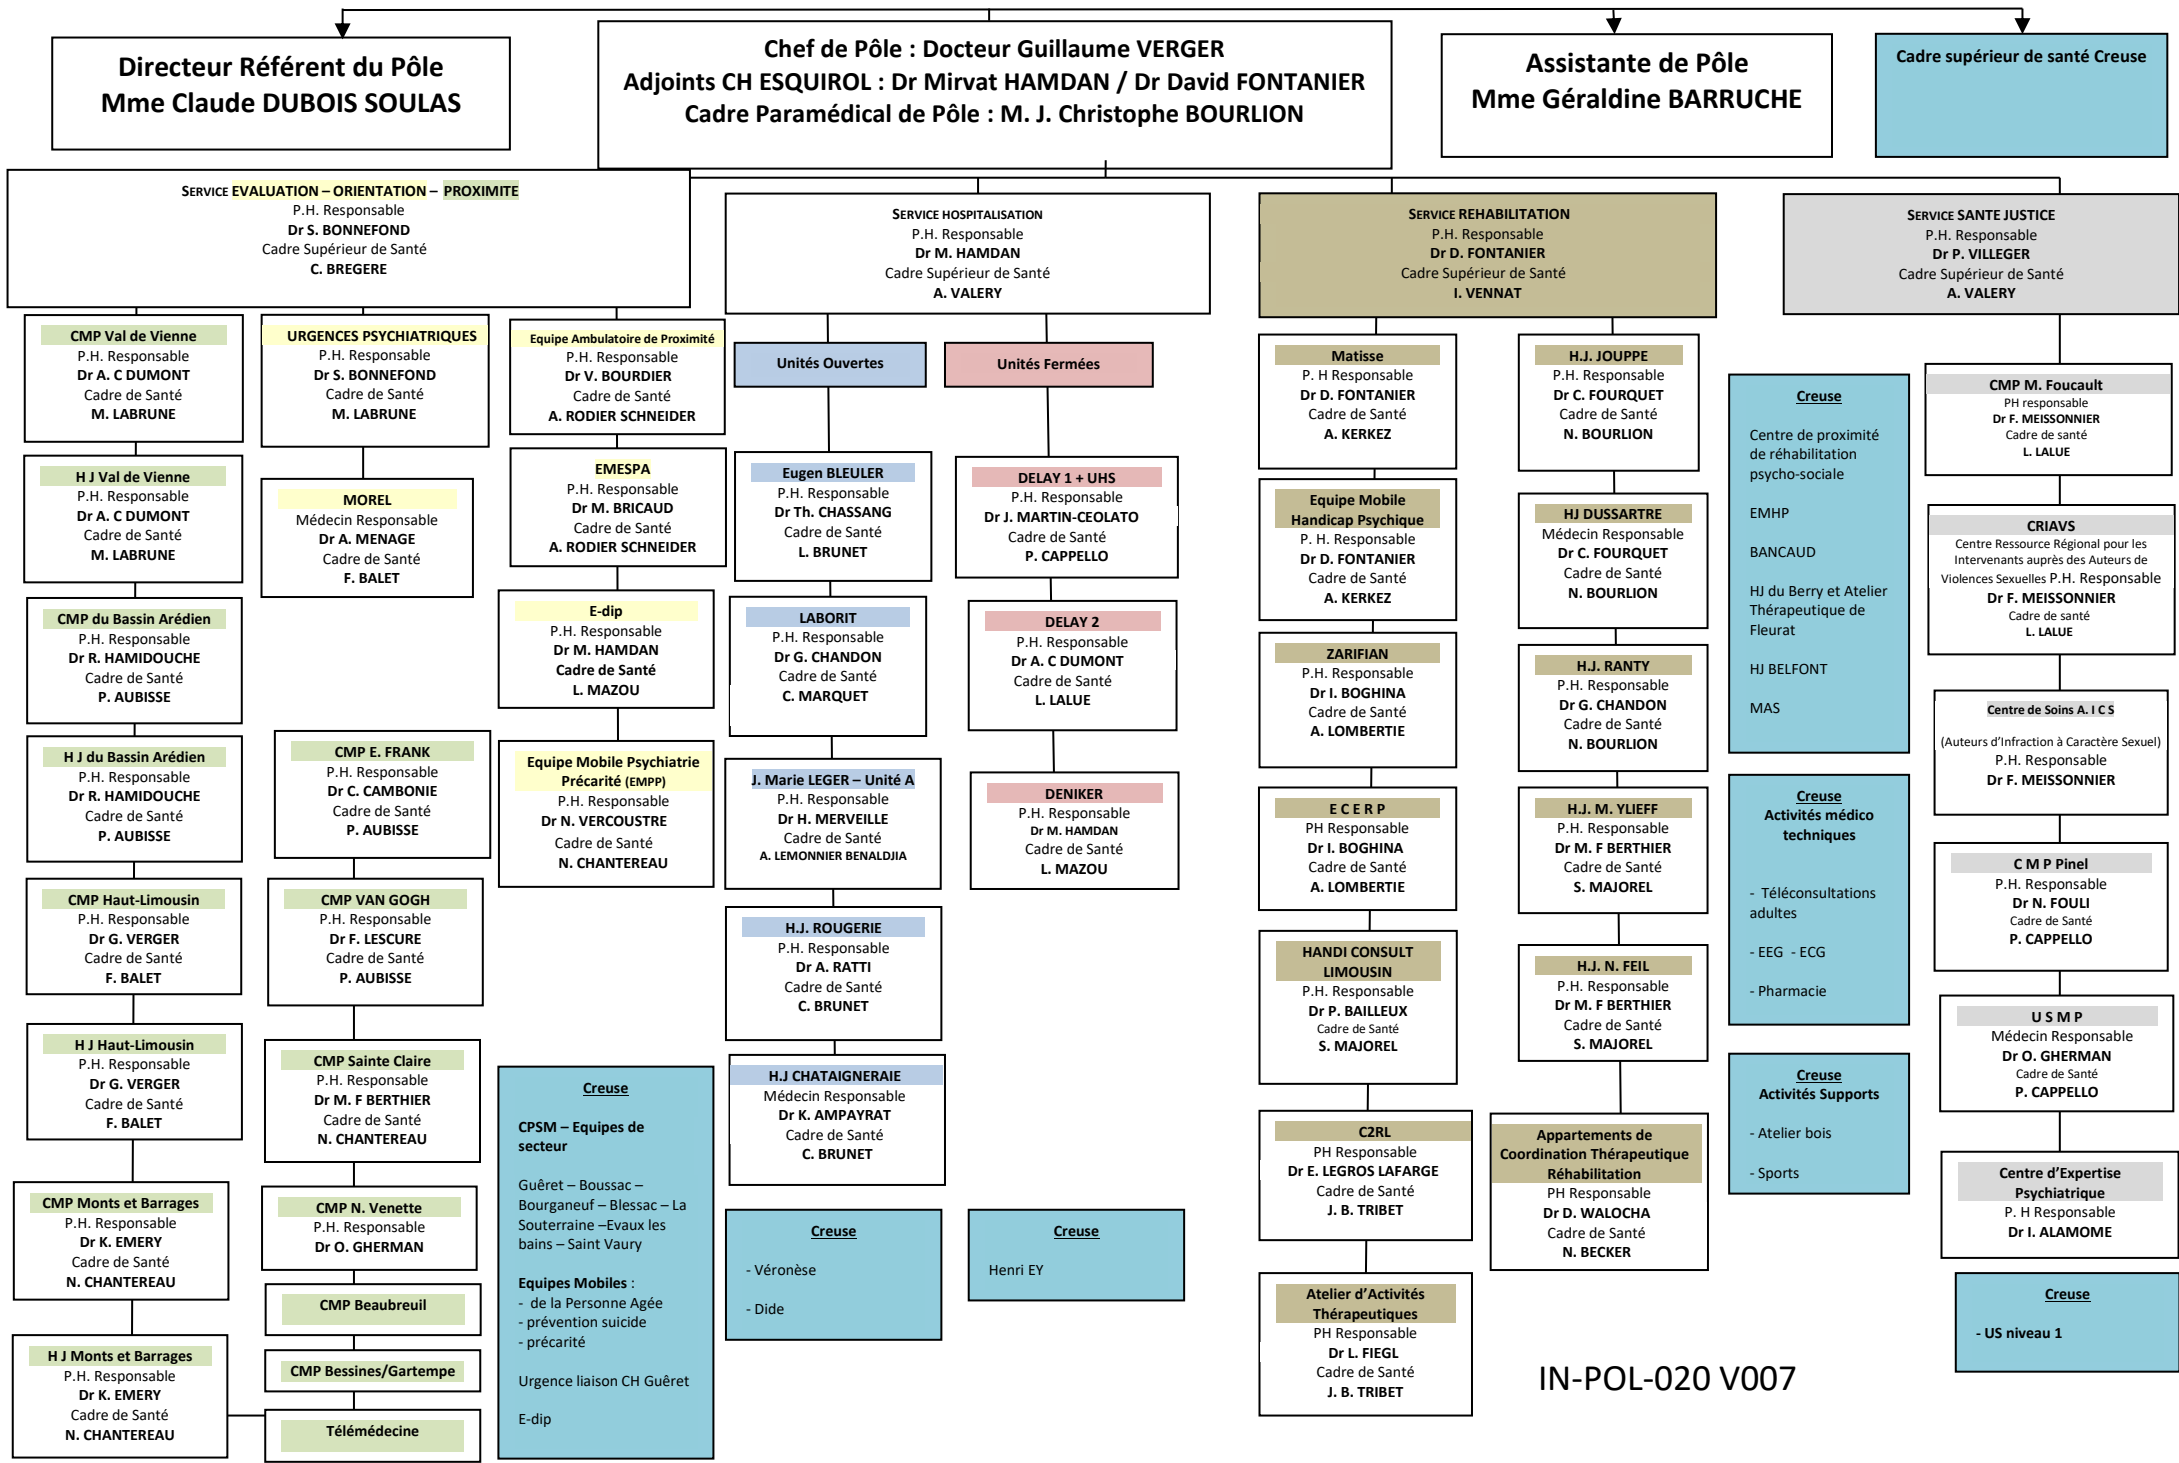 Directeur Référent du Pôle
Mme Claude DUBOIS SOULAS
Chef de Pôle : Docteur Guillaume VERGER
Adjoints CH ESQUIROL : Dr Mirvat HAMDAN / Dr David FONTANIER
Cadre Paramédical de Pôle : M. J. Christophe BOURLION
Assistante de Pôle
Mme Géraldine BARRUCHE
Cadre supérieur de santé Creuse
SERVICE EVALUATION – ORIENTATION – PROXIMITE
P.H. Responsable
Dr S. BONNEFOND
Cadre Supérieur de Santé
C. BREGERE
SERVICE HOSPITALISATION
P.H. Responsable
Dr M. HAMDAN
Cadre Supérieur de Santé
A. VALERY
SERVICE REHABILITATION
P.H. Responsable
Dr D. FONTANIER
Cadre Supérieur de Santé
I. VENNAT
SERVICE SANTE JUSTICE
P.H. Responsable
Dr P. VILLEGER
Cadre Supérieur de Santé
A. VALERY
CMP Val de Vienne
P.H. Responsable
Dr A. C DUMONT
Cadre de Santé
M. LABRUNE
H J Val de Vienne
P.H. Responsable
Dr A. C DUMONT
Cadre de Santé
M. LABRUNE
CMP du Bassin Arédien
P.H. Responsable
Dr R. HAMIDOUCHE
Cadre de Santé
P. AUBISSE
H J du Bassin Arédien
P.H. Responsable
Dr R. HAMIDOUCHE
Cadre de Santé
P. AUBISSE
CMP Haut-Limousin
P.H. Responsable
Dr G. VERGER
Cadre de Santé
F. BALET
H J Haut-Limousin
P.H. Responsable
Dr G. VERGER
Cadre de Santé
F. BALET
CMP Monts et Barrages
P.H. Responsable
Dr K. EMERY
Cadre de Santé
N. CHANTEREAU
H J Monts et Barrages
P.H. Responsable
Dr K. EMERY
Cadre de Santé
N. CHANTEREAU
URGENCES PSYCHIATRIQUES
P.H. Responsable
Dr S. BONNEFOND
Cadre de Santé
M. LABRUNE
MOREL
Médecin Responsable
Dr A. MENAGE
Cadre de Santé
F. BALET
CMP E. FRANK
P.H. Responsable
Dr C. CAMBONIE
Cadre de Santé
P. AUBISSE
CMP VAN GOGH
P.H. Responsable
Dr F. LESCURE
Cadre de Santé
P. AUBISSE
CMP Sainte Claire
P.H. Responsable
Dr M. F BERTHIER
Cadre de Santé
N. CHANTEREAU
CMP N. Venette
P.H. Responsable
Dr O. GHERMAN
CMP Beaubreuil
CMP Bessines/Gartempe
Télémédecine
Equipe Ambulatoire de Proximité
P.H. Responsable
Dr V. BOURDIER
Cadre de Santé
A. RODIER SCHNEIDER
EMESPA
P.H. Responsable
Dr M. BRICAUD
Cadre de Santé
A. RODIER SCHNEIDER
E-dip
P.H. Responsable
Dr M. HAMDAN
Cadre de Santé
L. MAZOU
Equipe Mobile Psychiatrie
Précarité (EMPP)
P.H. Responsable
Dr N. VERCOUSTRE
Cadre de Santé
N. CHANTEREAU
Creuse
CPSM – Equipes de
secteur
Guêret – Boussac –
Bourganeuf – Blessac – La
Souterraine –Evaux les
bains – Saint Vaury
Equipes Mobiles :
- de la Personne Agée
- prévention suicide
- précarité
Urgence liaison CH Guêret
E-dip
Unités Ouvertes
Eugen BLEULER
P.H. Responsable
Dr Th. CHASSANG
Cadre de Santé
L. BRUNET
LABORIT
P.H. Responsable
Dr G. CHANDON
Cadre de Santé
C. MARQUET
J. Marie LEGER – Unité A
P.H. Responsable
Dr H. MERVEILLE
Cadre de Santé
A. LEMONNIER BENALDJIA
H.J. ROUGERIE
P.H. Responsable
Dr A. RATTI
Cadre de Santé
C. BRUNET
H.J CHATAIGNERAIE
Médecin Responsable
Dr K. AMPAYRAT
Cadre de Santé
C. BRUNET
Creuse
- Véronèse
- Dide
Unités Fermées
DELAY 1 + UHS
P.H. Responsable
Dr J. MARTIN-CEOLATO
Cadre de Santé
P. CAPPELLO
DELAY 2
P.H. Responsable
Dr A. C DUMONT
Cadre de Santé
L. LALUE
DENIKER
P.H. Responsable
Dr M. HAMDAN
Cadre de Santé
L. MAZOU
Creuse
Henri EY
Matisse
P. H Responsable
Dr D. FONTANIER
Cadre de Santé
A. KERKEZ
Equipe Mobile
Handicap Psychique
P. H. Responsable
Dr D. FONTANIER
Cadre de Santé
A. KERKEZ
ZARIFIAN
P.H. Responsable
Dr I. BOGHINA
Cadre de Santé
A. LOMBERTIE
E C E R P
PH Responsable
Dr I. BOGHINA
Cadre de Santé
A. LOMBERTIE
HANDI CONSULT
LIMOUSIN
P.H. Responsable
Dr P. BAILLEUX
Cadre de Santé
S. MAJOREL
C2RL
PH Responsable
Dr E. LEGROS LAFARGE
Cadre de Santé
J. B. TRIBET
Atelier d'Activités
Thérapeutiques
PH Responsable
Dr L. FIEGL
Cadre de Santé
J. B. TRIBET
H.J. JOUPPE
P.H. Responsable
Dr C. FOURQUET
Cadre de Santé
N. BOURLION
HJ DUSSARTRE
Médecin Responsable
Dr C. FOURQUET
Cadre de Santé
N. BOURLION
H.J. RANTY
P.H. Responsable
Dr G. CHANDON
Cadre de Santé
N. BOURLION
H.J. M. YLIEFF
P.H. Responsable
Dr M. F BERTHIER
Cadre de Santé
S. MAJOREL
H.J. N. FEIL
P.H. Responsable
Dr M. F BERTHIER
Cadre de Santé
S. MAJOREL
Appartements de
Coordination Thérapeutique
Réhabilitation
PH Responsable
Dr D. WALOCHA
Cadre de Santé
N. BECKER
Creuse
Centre de proximité
de réhabilitation
psycho-sociale
EMHP
BANCAUD
HJ du Berry et Atelier
Thérapeutique de
Fleurat
HJ BELFONT
MAS
Creuse
Activités médico
techniques
- Téléconsultations
adultes
- EEG - ECG
- Pharmacie
Creuse
Activités Supports
- Atelier bois
- Sports
CMP M. Foucault
PH responsable
Dr F. MEISSONNIER
Cadre de santé
L. LALUE
CRIAVS
Centre Ressource Régional pour les
Intervenants auprès des Auteurs de
Violences Sexuelles P.H. Responsable
Dr F. MEISSONNIER
Cadre de santé
L. LALUE
Centre de Soins A. I C S
(Auteurs d'Infraction à Caractère Sexuel)
P.H. Responsable
Dr F. MEISSONNIER
C M P Pinel
P.H. Responsable
Dr N. FOULI
Cadre de Santé
P. CAPPELLO
U S M P
Médecin Responsable
Dr O. GHERMAN
Cadre de Santé
P. CAPPELLO
Centre d'Expertise
Psychiatrique
P. H Responsable
Dr I. ALAMOME
Creuse
- US niveau 1
IN-POL-020 V007